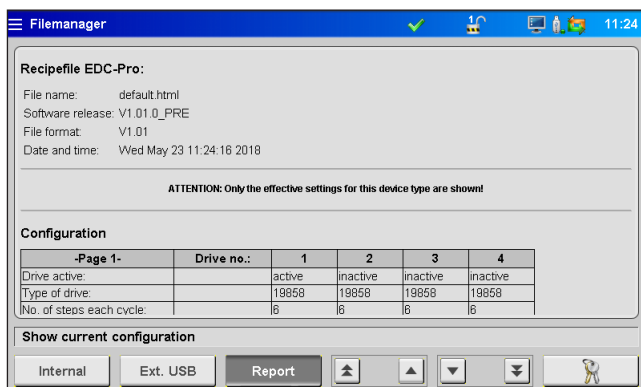 Filemanager
1
11:24
Recipefile EDC-Pro:
File name: default.html
Software release: V1.01.0_PRE
File format: V1.01
Date and time: Wed May 23 11:24:16 2018
ATTENTION: Only the effective settings for this device type are shown!
Configuration
-Page 1- Drive no.: 1 2 3 4
Drive active: active inactive inactive inactive
Type of drive: 19858 19858 19858 19858
No. of steps each cycle: 6 6 6 6
Show current configuration
Internal Ext. USB Report